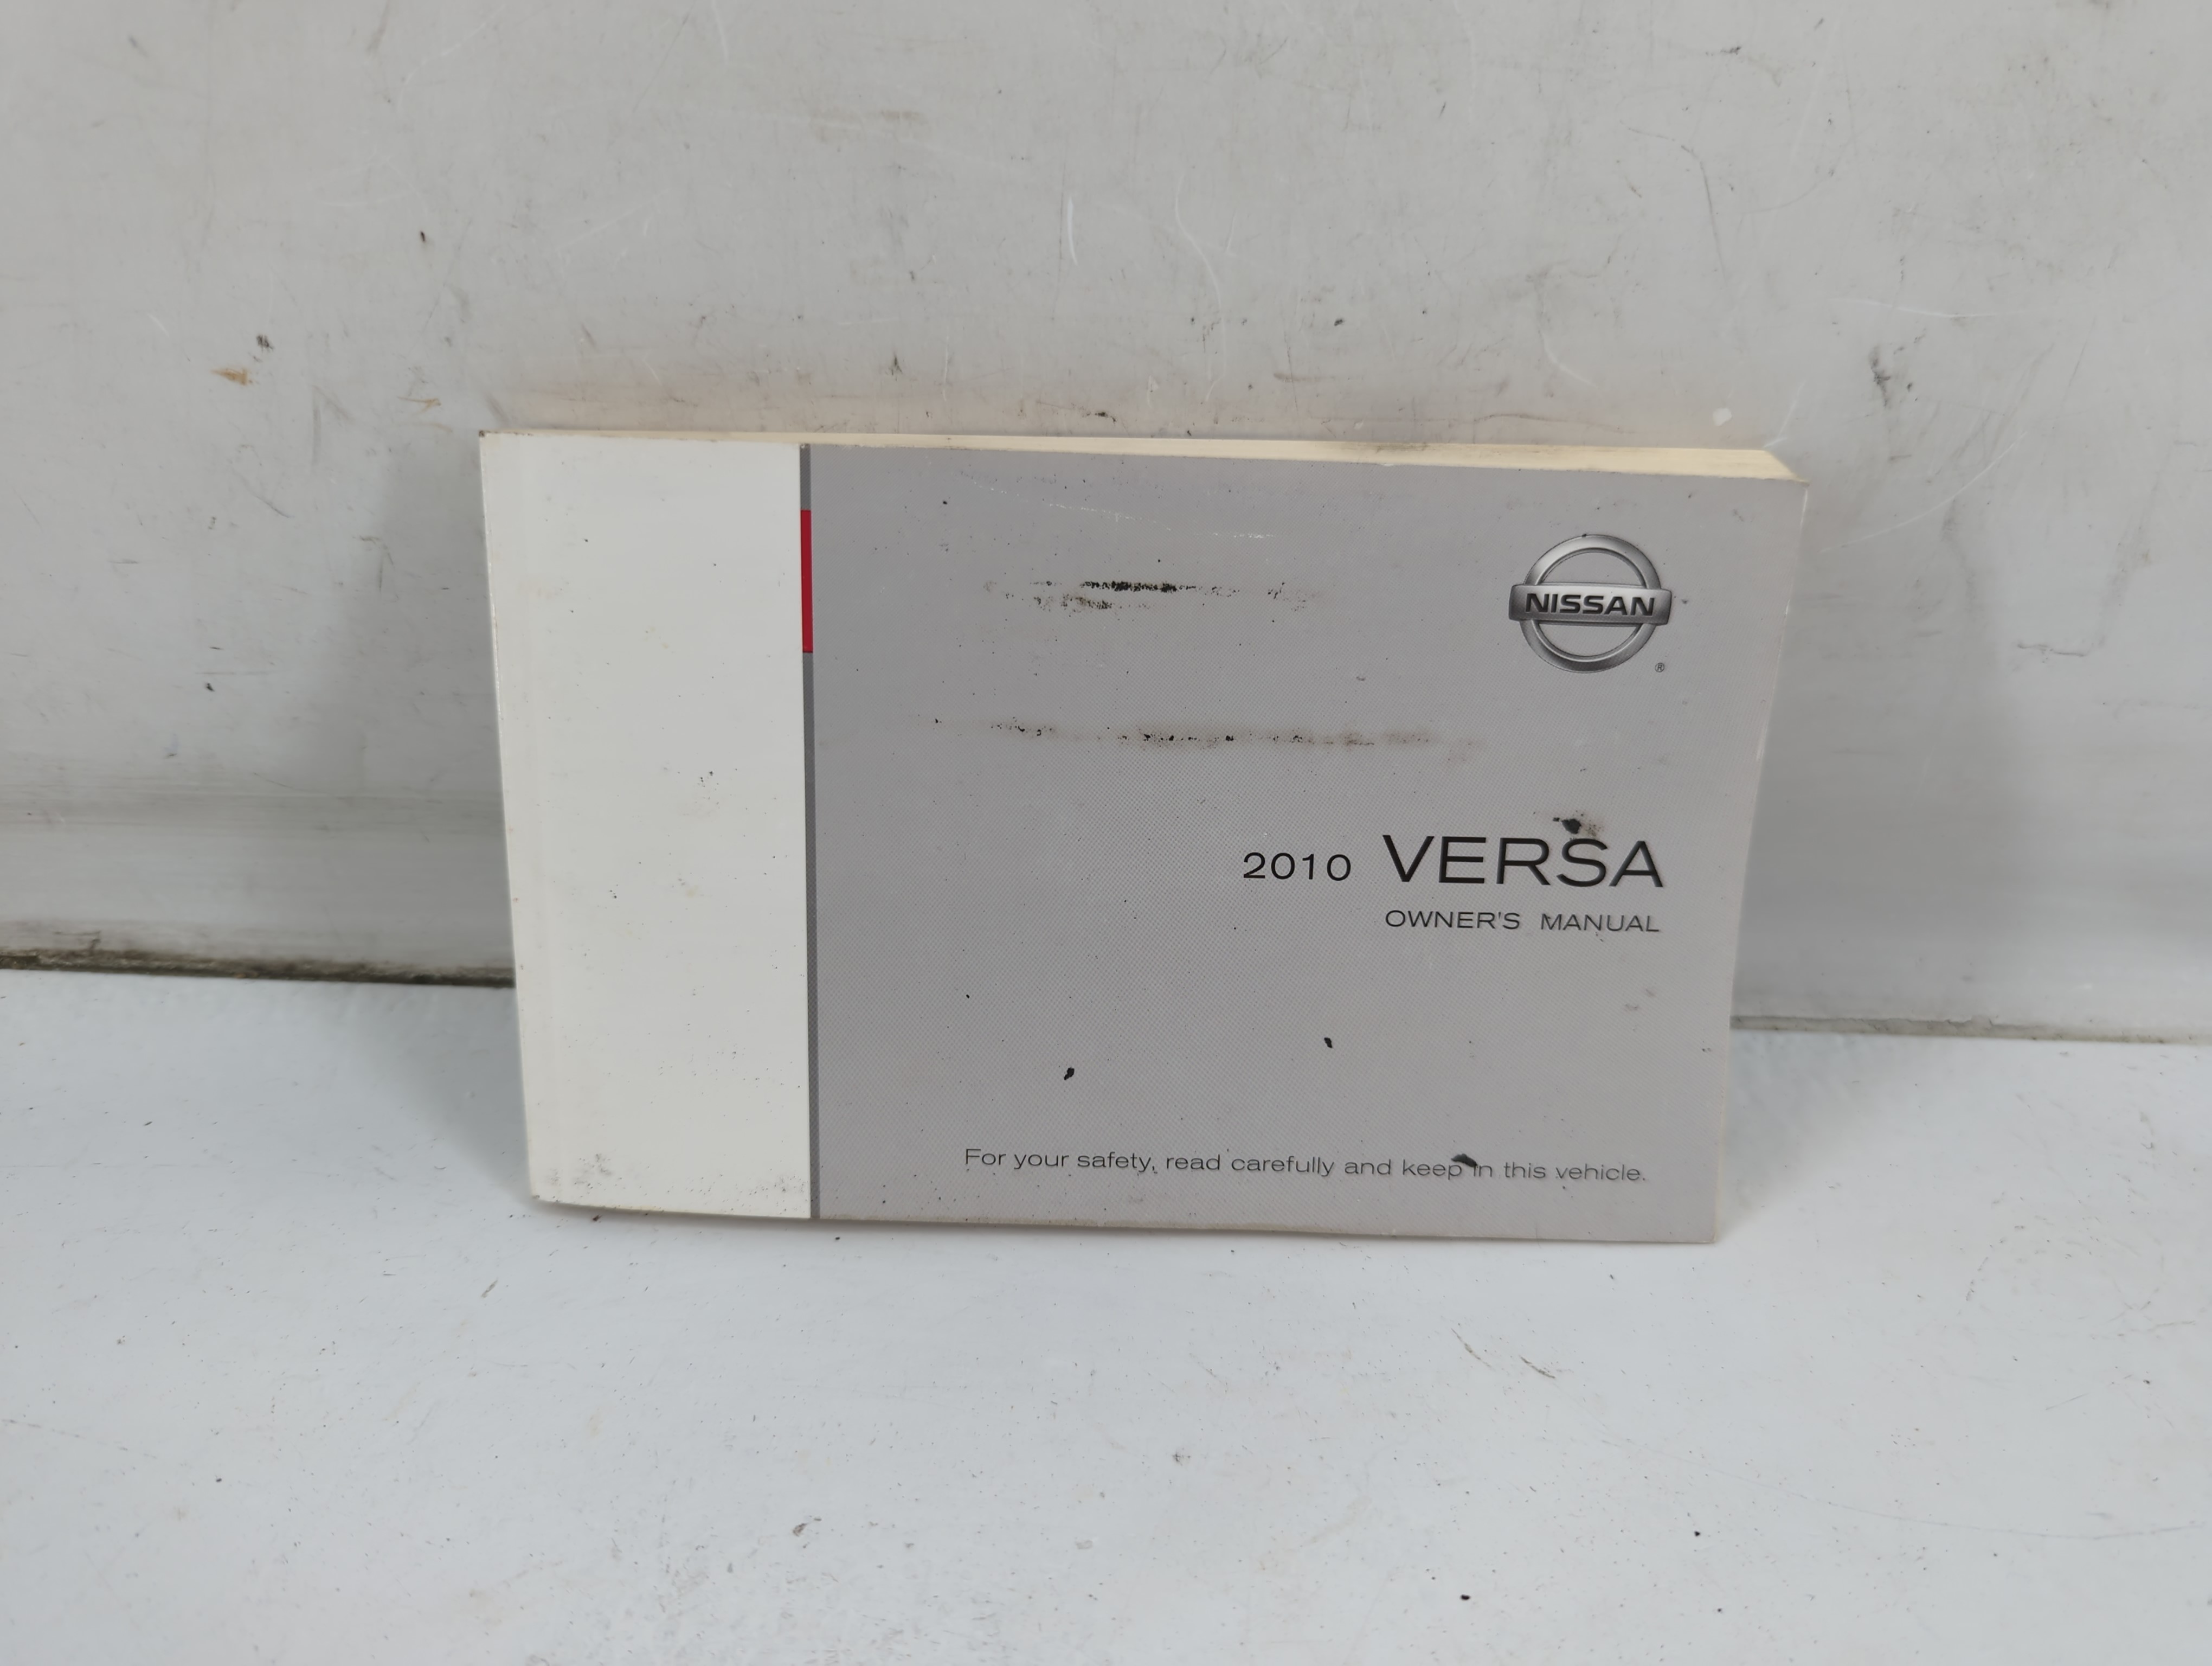 NISSAN
®
2010 VERSA
OWNER'S MANUAL
For your safety, read carefully and keep in this vehicle.